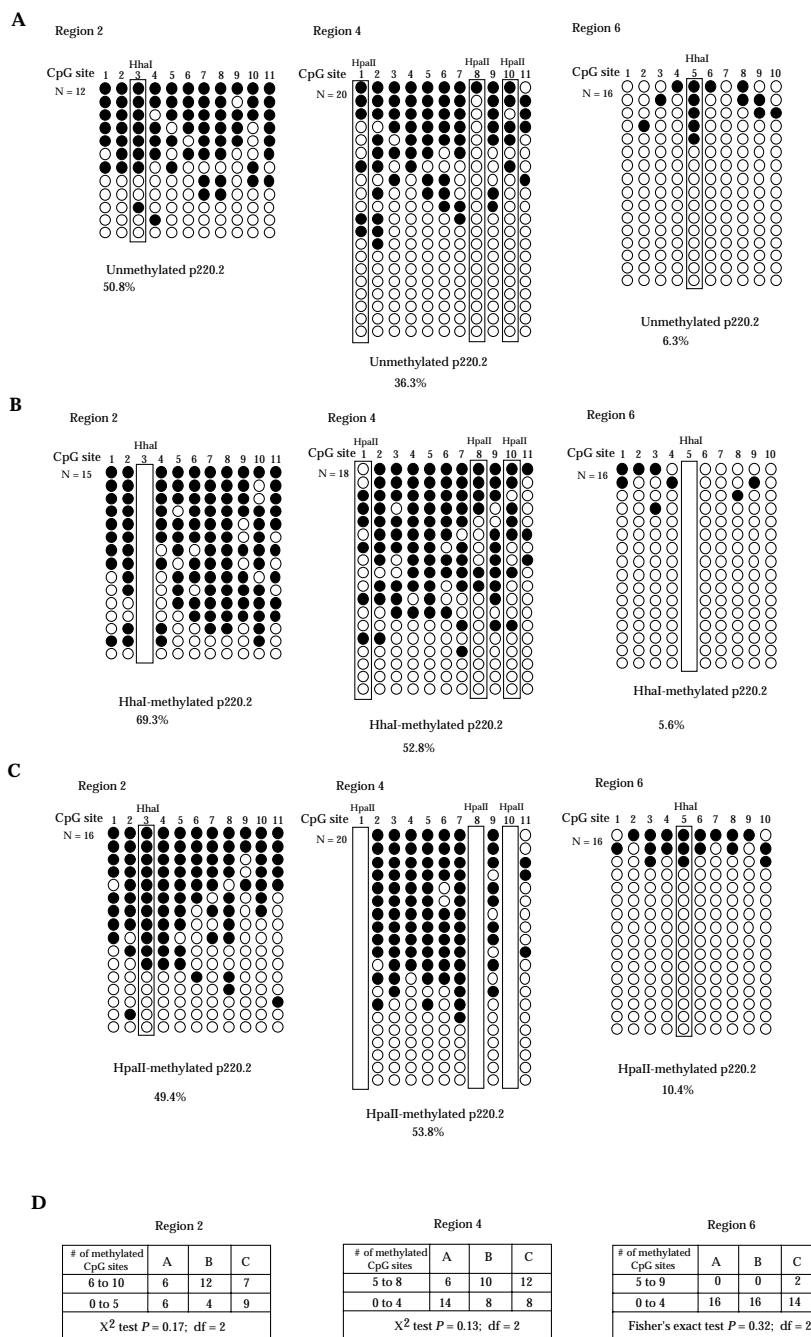 A
Region 2
Region 4
Region 6
HhaI
CpG site 1 2 3 4 5 6 7 8 9 10 11
N = 12
HpaII HpaII HpaII
1 2 3 4 5 6 7 8 9 10 11
N = 20
HhaI
1 2 3 4 5 6 7 8 9 10
N = 16
Unmethylated p220.2
50.8%
Unmethylated p220.2
36.3%
Unmethylated p220.2
6.3%
B
Region 2
Region 4
Region 6
HhaI
CpG site 1 2 3 4 5 6 7 8 9 10 11
N = 15
HpaII HpaII HpaII
CpG site 1 2 3 4 5 6 7 8 9 10 11
N = 18
HhaI
CpG site 1 2 3 4 5 6 7 8 9 10
N = 16
HhaI-methylated p220.2
69.3%
HhaI-methylated p220.2
52.8%
HhaI-methylated p220.2
5.6%
C
Region 2
Region 4
Region 6
HhaI
CpG site 1 2 3 4 5 6 7 8 9 10 11
N = 16
HpaII HpaII HpaII
CpG site 1 2 3 4 5 6 7 8 9 10 11
N = 20
HhaI
CpG site 1 2 3 4 5 6 7 8 9 10
N = 16
HpaII-methylated p220.2
49.4%
HpaII-methylated p220.2
53.8%
HpaII-methylated p220.2
10.4%
D
Region 2
# of methylated CpG sites A B C
6 to 10 6 12 7
0 to 5 6 4 9
X2 test P = 0.17; df = 2
Region 4
# of methylated CpG sites A B C
5 to 8 6 10 12
0 to 4 14 8 8
X2 test P = 0.13; df = 2
Region 6
# of methylated CpG sites A B C
5 to 9 0 0 2
0 to 4 16 16 14
Fisher's exact test P = 0.32; df = 2